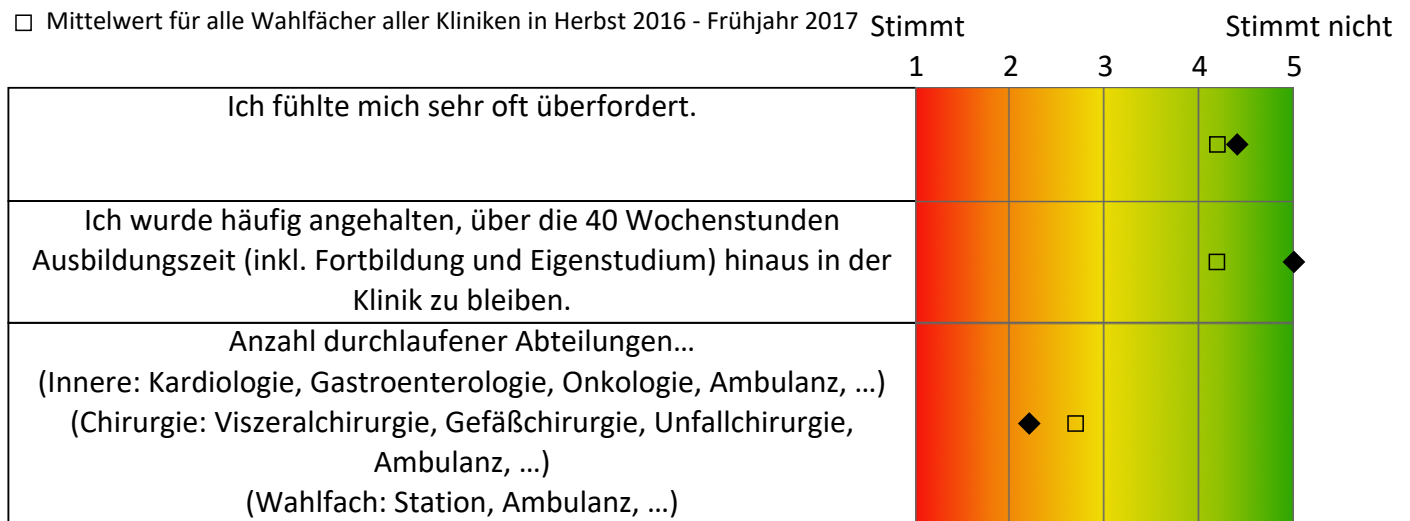 □ Mittelwert für alle Wahlfächer aller Kliniken in Herbst 2016 - Frühjahr 2017
Stimmt Stimmt nicht
1 2 3 4 5
Ich fühlte mich sehr oft überfordert.
Ich wurde häufig angehalten, über die 40 Wochenstunden
Ausbildungszeit (inkl. Fortbildung und Eigenstudium) hinaus in der
Klinik zu bleiben.
Anzahl durchlaufener Abteilungen…
(Innere: Kardiologie, Gastroenterologie, Onkologie, Ambulanz, …)
(Chirurgie: Viszeralchirurgie, Gefäßchirurgie, Unfallchirurgie,
Ambulanz, …)
(Wahlfach: Station, Ambulanz, …)